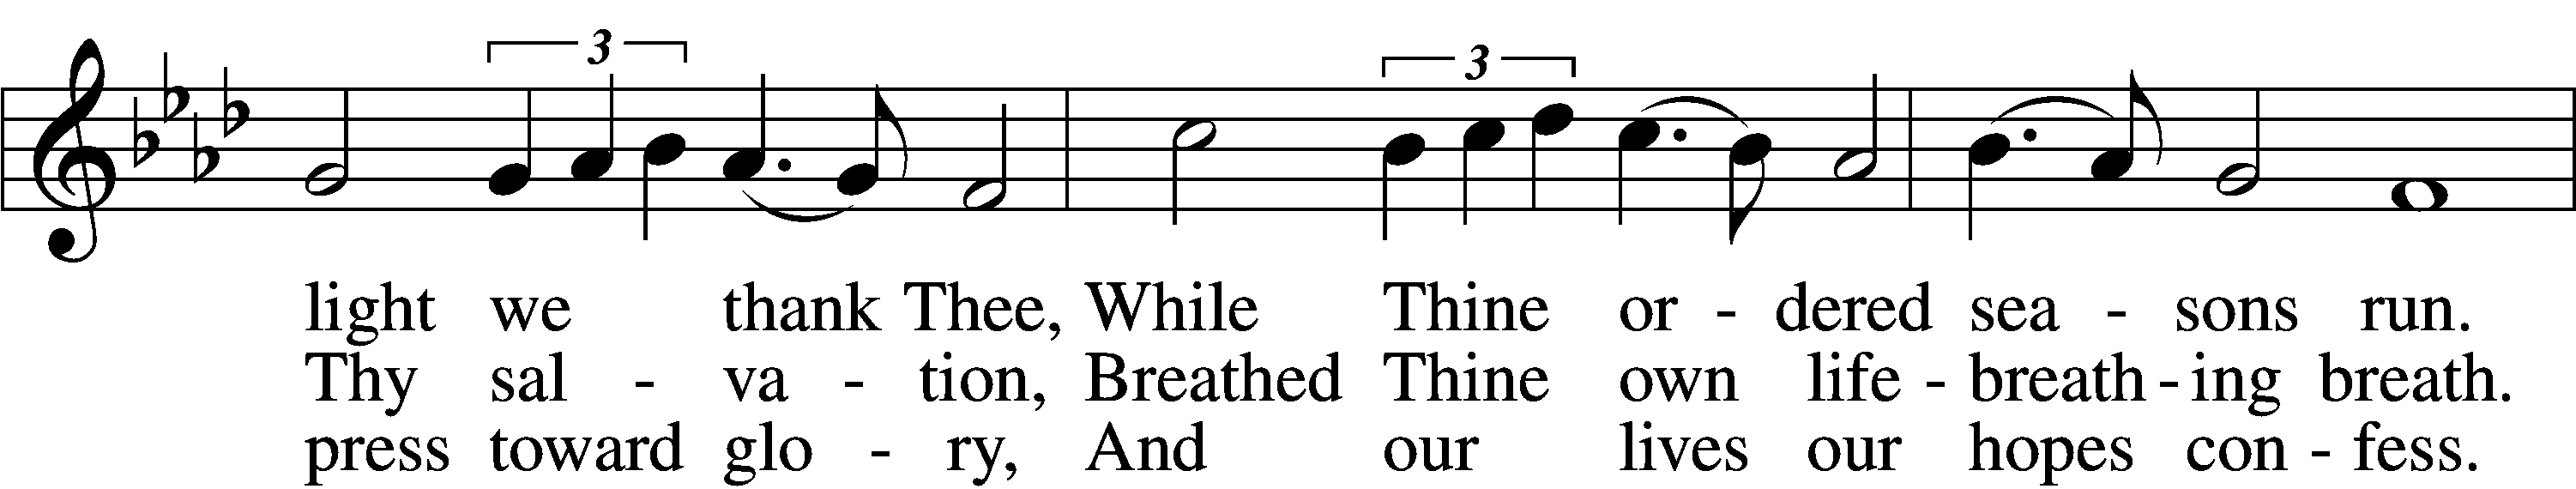 3 3
light we thank Thee, While Thine or - dered sea - sons run.
Thy sal - va - tion, Breathed Thine own life - breath - ing breath.
press toward glo - ry, And our lives our hopes con - fess.